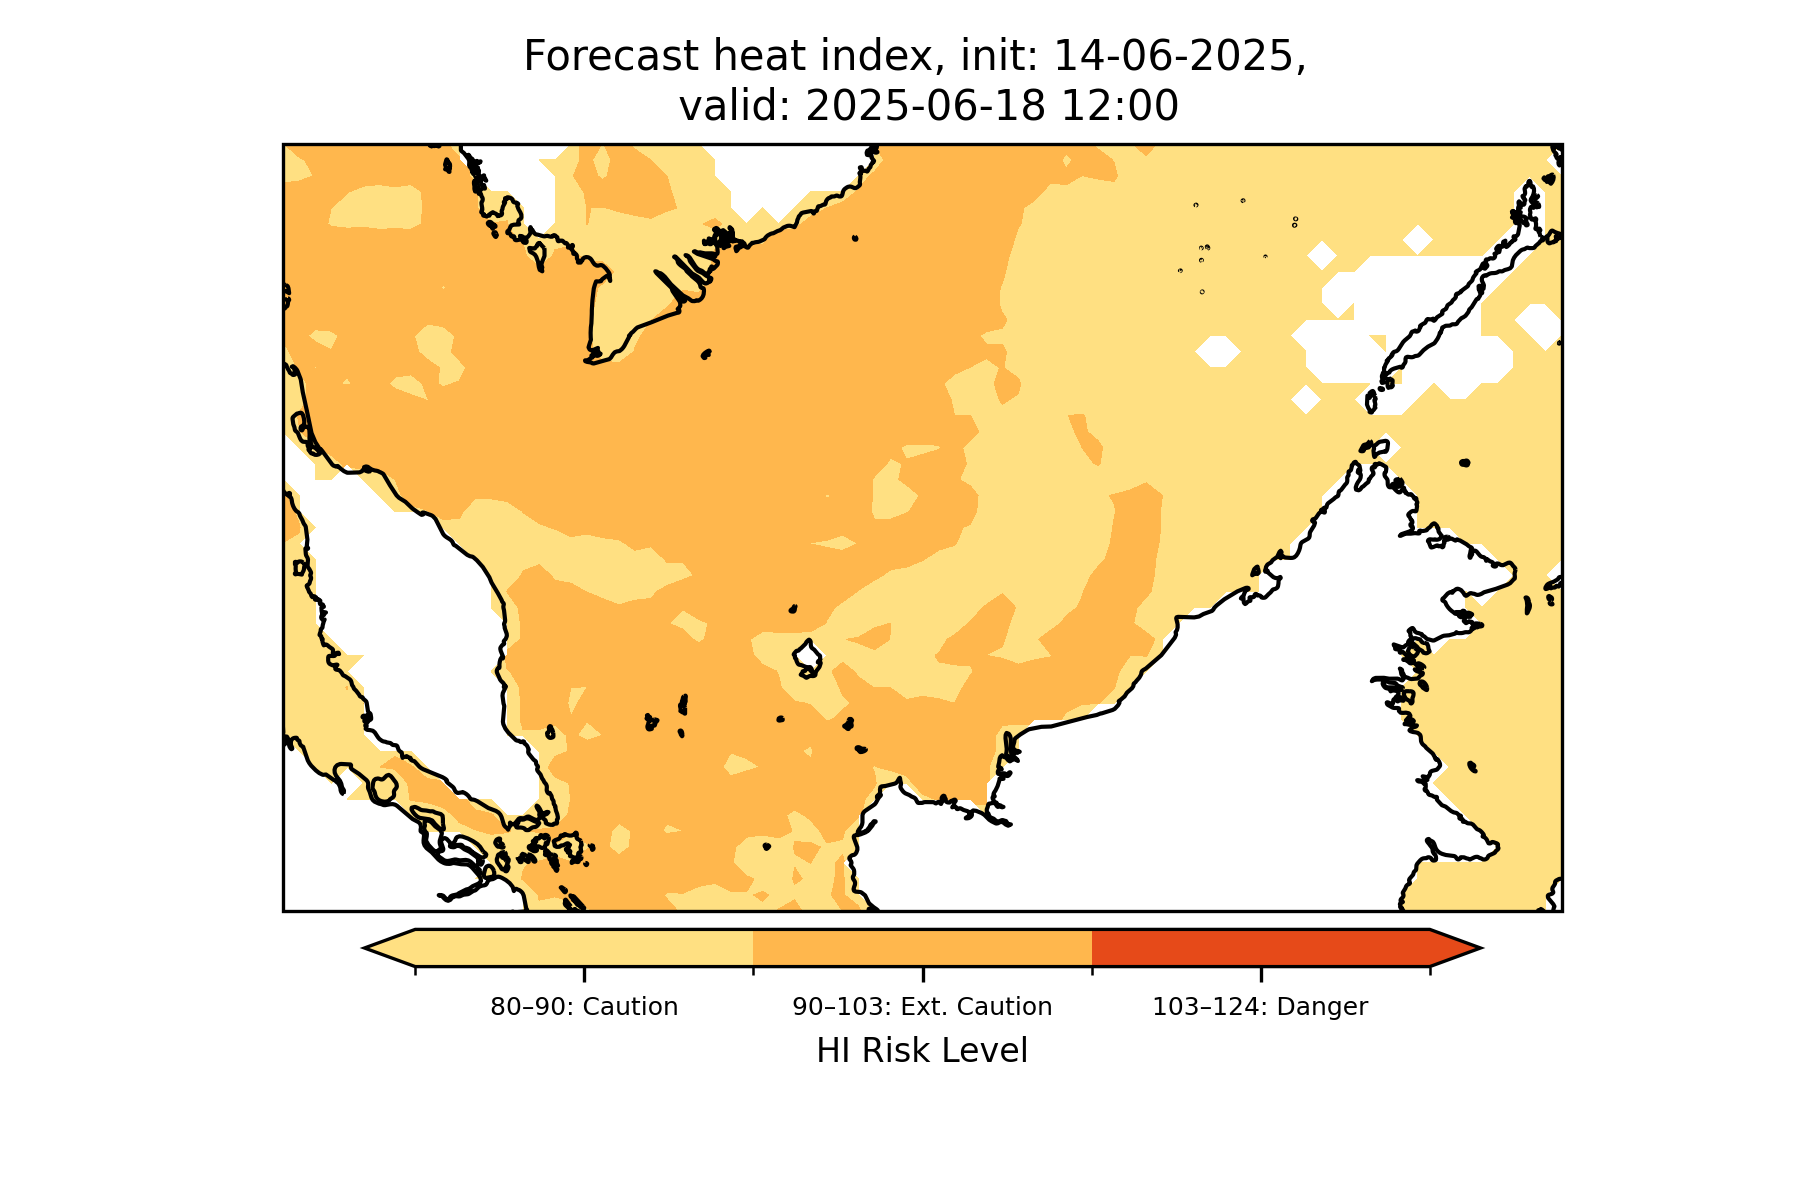 Forecast heat index, init: 14-06-2025,
valid: 2025-06-18 12:00
80–90: Caution
90–103: Ext. Caution
103–124: Danger
HI Risk Level